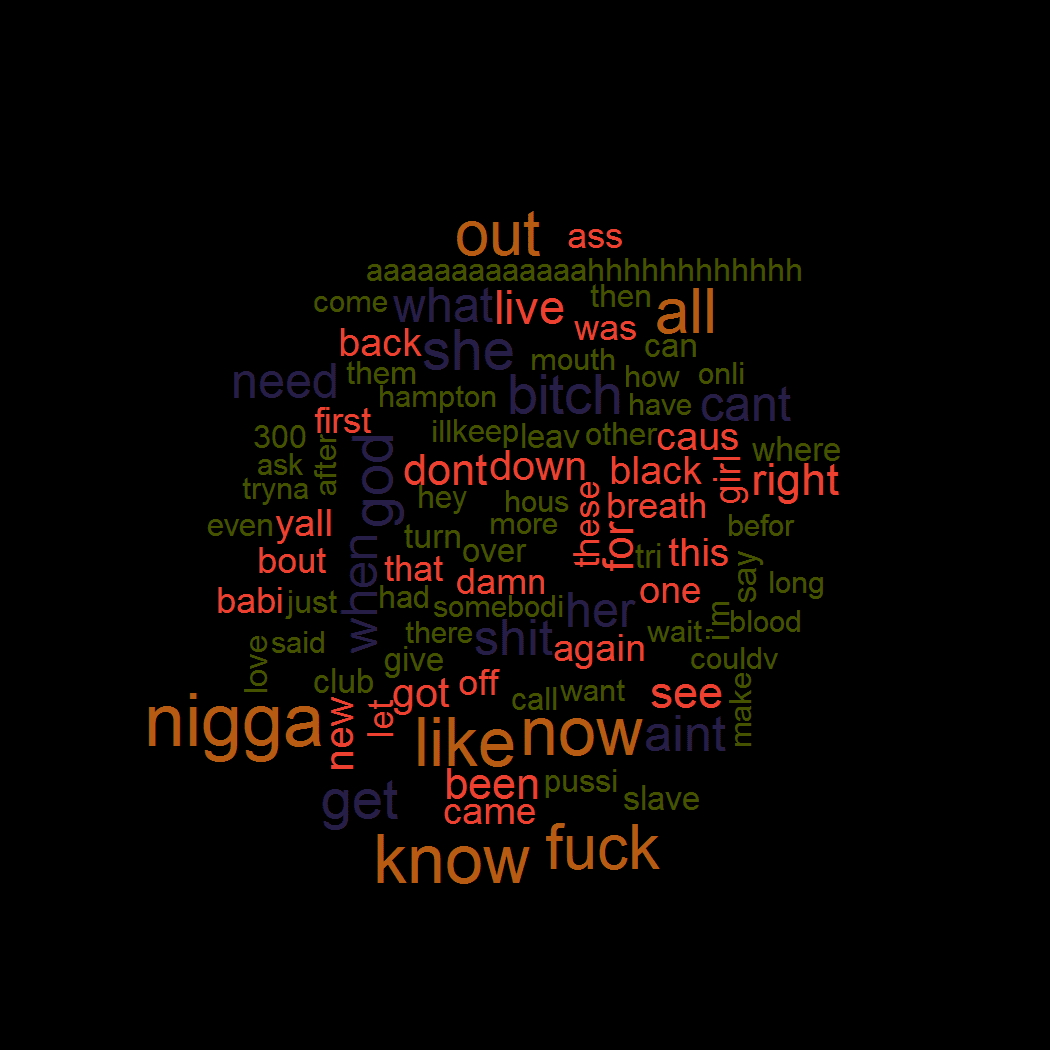 out
ass
aaaaaaaaaaaaahhhhhhhhhhhh
come
what
live
then
all
was
back
she
can
mouth
need
them
how
onli
hampton
bitch
have
cant
first
300
after
god
illkeep
leav
other
caus
where
ask
dont
down
black
girl
right
tryna
hey
hous
these
breath
even
yall
turn
more
for
befor
bout
when
that
over
tri
this
damn
say
long
babi
just
had
somebodi
her
one
i'm
blood
love
said
there
shit
again
wait
couldv
give
club
got
off
call
want
see
make
nigga
new
let
like
now
aint
get
been
pussi
came
slave
know
fuck